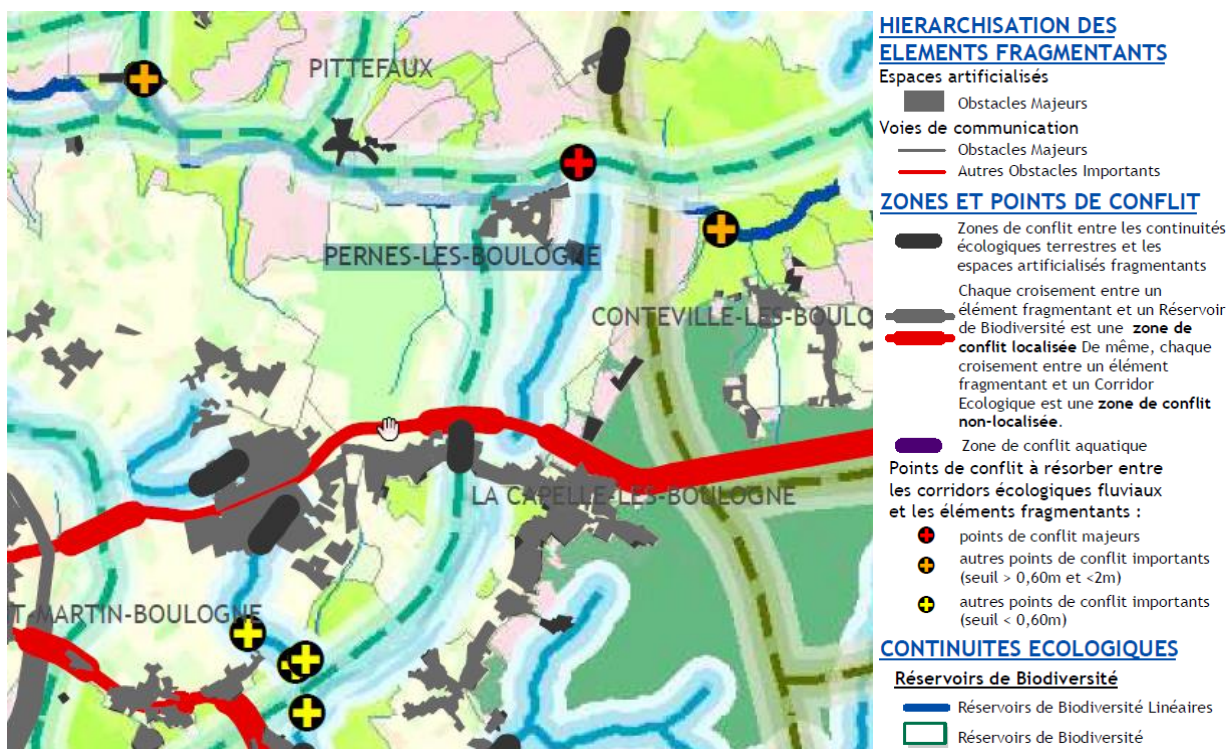 PITTEFAUX
PERNES-LES-BOULOGNE
CONTEVILLE-LES-BOULO
LA CAPELLE-LES-BOULOGNE
T-MARTIN-BOULOGNE
HIERARCHISATION DES
ELEMENTS FRAGMENTANTS
Espaces artificialisés
Obstacles Majeurs
Voies de communication
Obstacles Majeurs
Autres Obstacles Importants
ZONES ET POINTS DE CONFLIT
Zones de conflit entre les continuités
écologiques terrestres et les
espaces artificialisés fragmentants
Chaque croisement entre un
élément fragmentant et un Réservoir
de Biodiversité est une zone de
conflit localisée De même, chaque
croisement entre un élément
fragmentant et un Corridor
Ecologique est une zone de conflit
non-localisée.
Zone de conflit aquatique
Points de conflit à résorber entre
les corridors écologiques fluviaux
et les éléments fragmentants :
points de conflit majeurs
autres points de conflit importants
(seuil > 0,60m et <2m)
autres points de conflit importants
(seuil < 0,60m)
CONTINUITES ECOLOGIQUES
Réservoirs de Biodiversité
Réservoirs de Biodiversité Linéaires
Réservoirs de Biodiversité